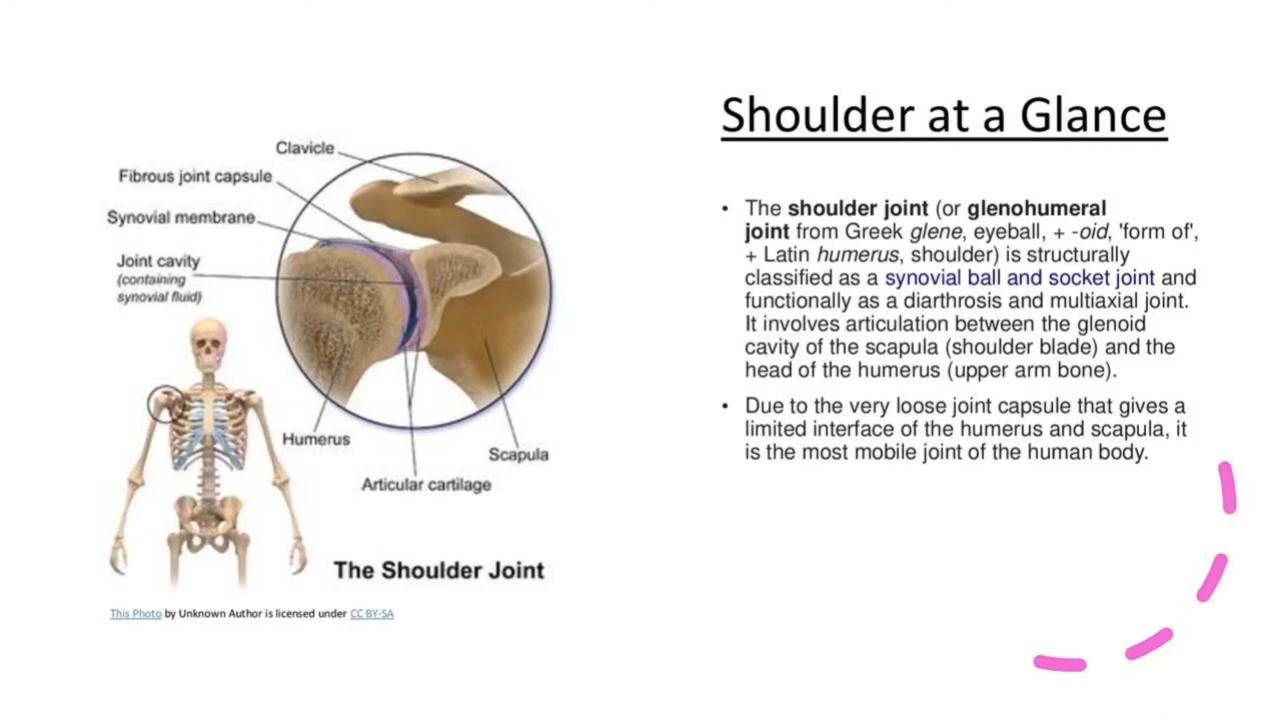 Shoulder at a Glance
Clavicle
Fibrous joint capsule
Synovial membrane
Joint cavity
(containing
synovial fluid)
Humerus
Scapula
Articular cartilage
The Shoulder Joint
This Photo by Unknown Author is licensed under CC BY-SA
• The shoulder joint (or glenohumeral
joint from Greek glene, eyeball, + -oid, 'form of',
+ Latin humerus, shoulder) is structurally
classified as a synovial ball and socket joint and
functionally as a diarthrosis and multiaxial joint.
It involves articulation between the glenoid
cavity of the scapula (shoulder blade) and the
head of the humerus (upper arm bone).
• Due to the very loose joint capsule that gives a
limited interface of the humerus and scapula, it
is the most mobile joint of the human body.